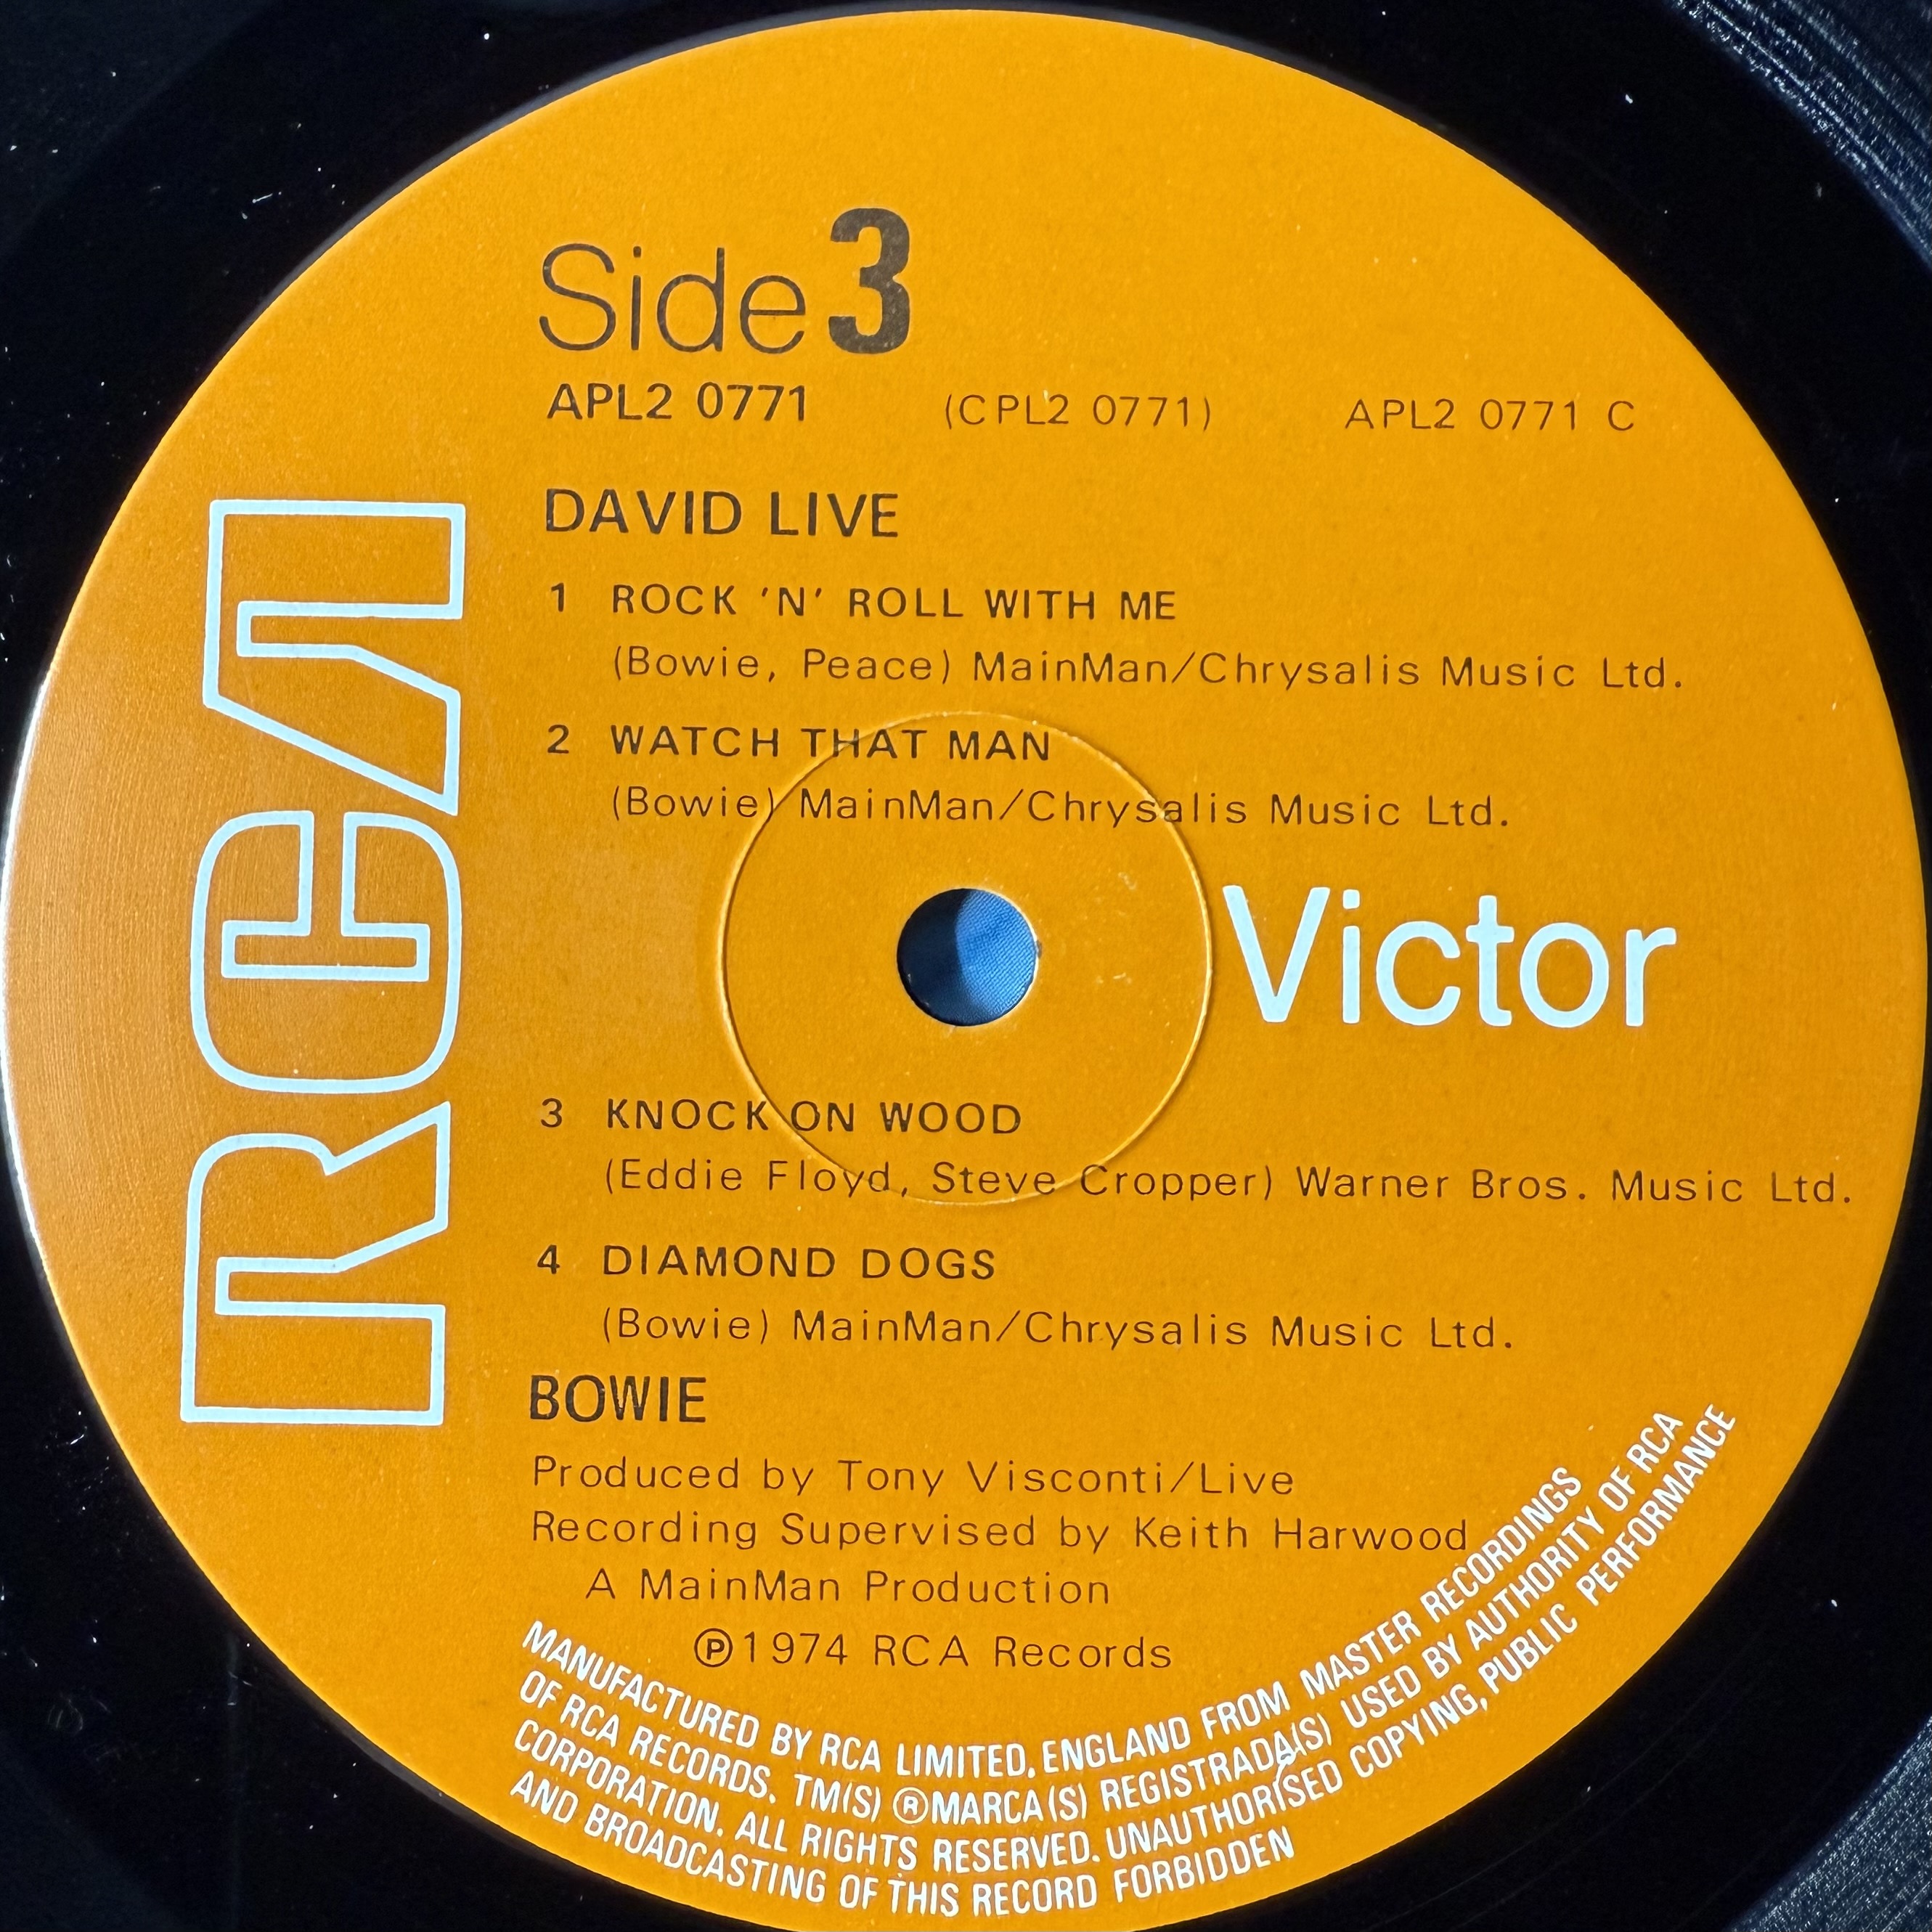 Side 3
APL2 0771 (CPL2 0771) APL2 0771 C
DAVID LIVE
1 ROCK 'N' ROLL WITH ME
(Bowie, Peace) MainMan/Chrysalis Music Ltd.
2 WATCH THAT MAN
(Bowie) MainMan/Chrysalis Music Ltd.
RCA
Victor
3 KNOCK ON WOOD
(Eddie Floyd, Steve Cropper) Warner Bros. Music Ltd.
4 DIAMOND DOGS
(Bowie) MainMan/Chrysalis Music Ltd.
BOWIE
Produced by Tony Visconti/Live
Recording Supervised by Keith Harwood
A MainMan Production
℗1974 RCA Records
MANUFACTURED BY RCA LIMITED, ENGLAND FROM MASTER RECORDINGS
OF RCA RECORDS. TM(S) ®MARCA(S) REGISTRADA(S) USED BY AUTHORITY OF RCA
CORPORATION. ALL RIGHTS RESERVED. UNAUTHORISED COPYING, PUBLIC PERFORMANCE
AND BROADCASTING OF THIS RECORD FORBIDDEN